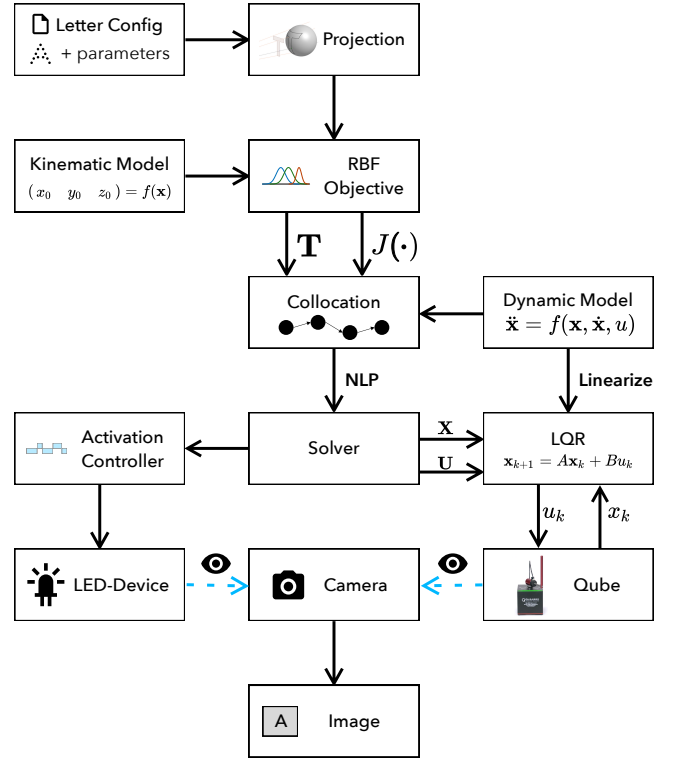 Letter Config
+ parameters
Projection
Kinematic Model
( x₀ y₀ z₀ ) = f(𝐱)
RBF
Objective
𝐓
J(·)
Collocation
Dynamic Model
𝐱̈ = f(𝐱, 𝐱̇, u)
NLP
Linearize
Activation
Controller
Solver
𝐗
𝐔
LQR
𝐱ₖ₊₁ = A𝐱ₖ + Buₖ
uₖ
xₖ
LED-Device
Camera
Qube
A
Image